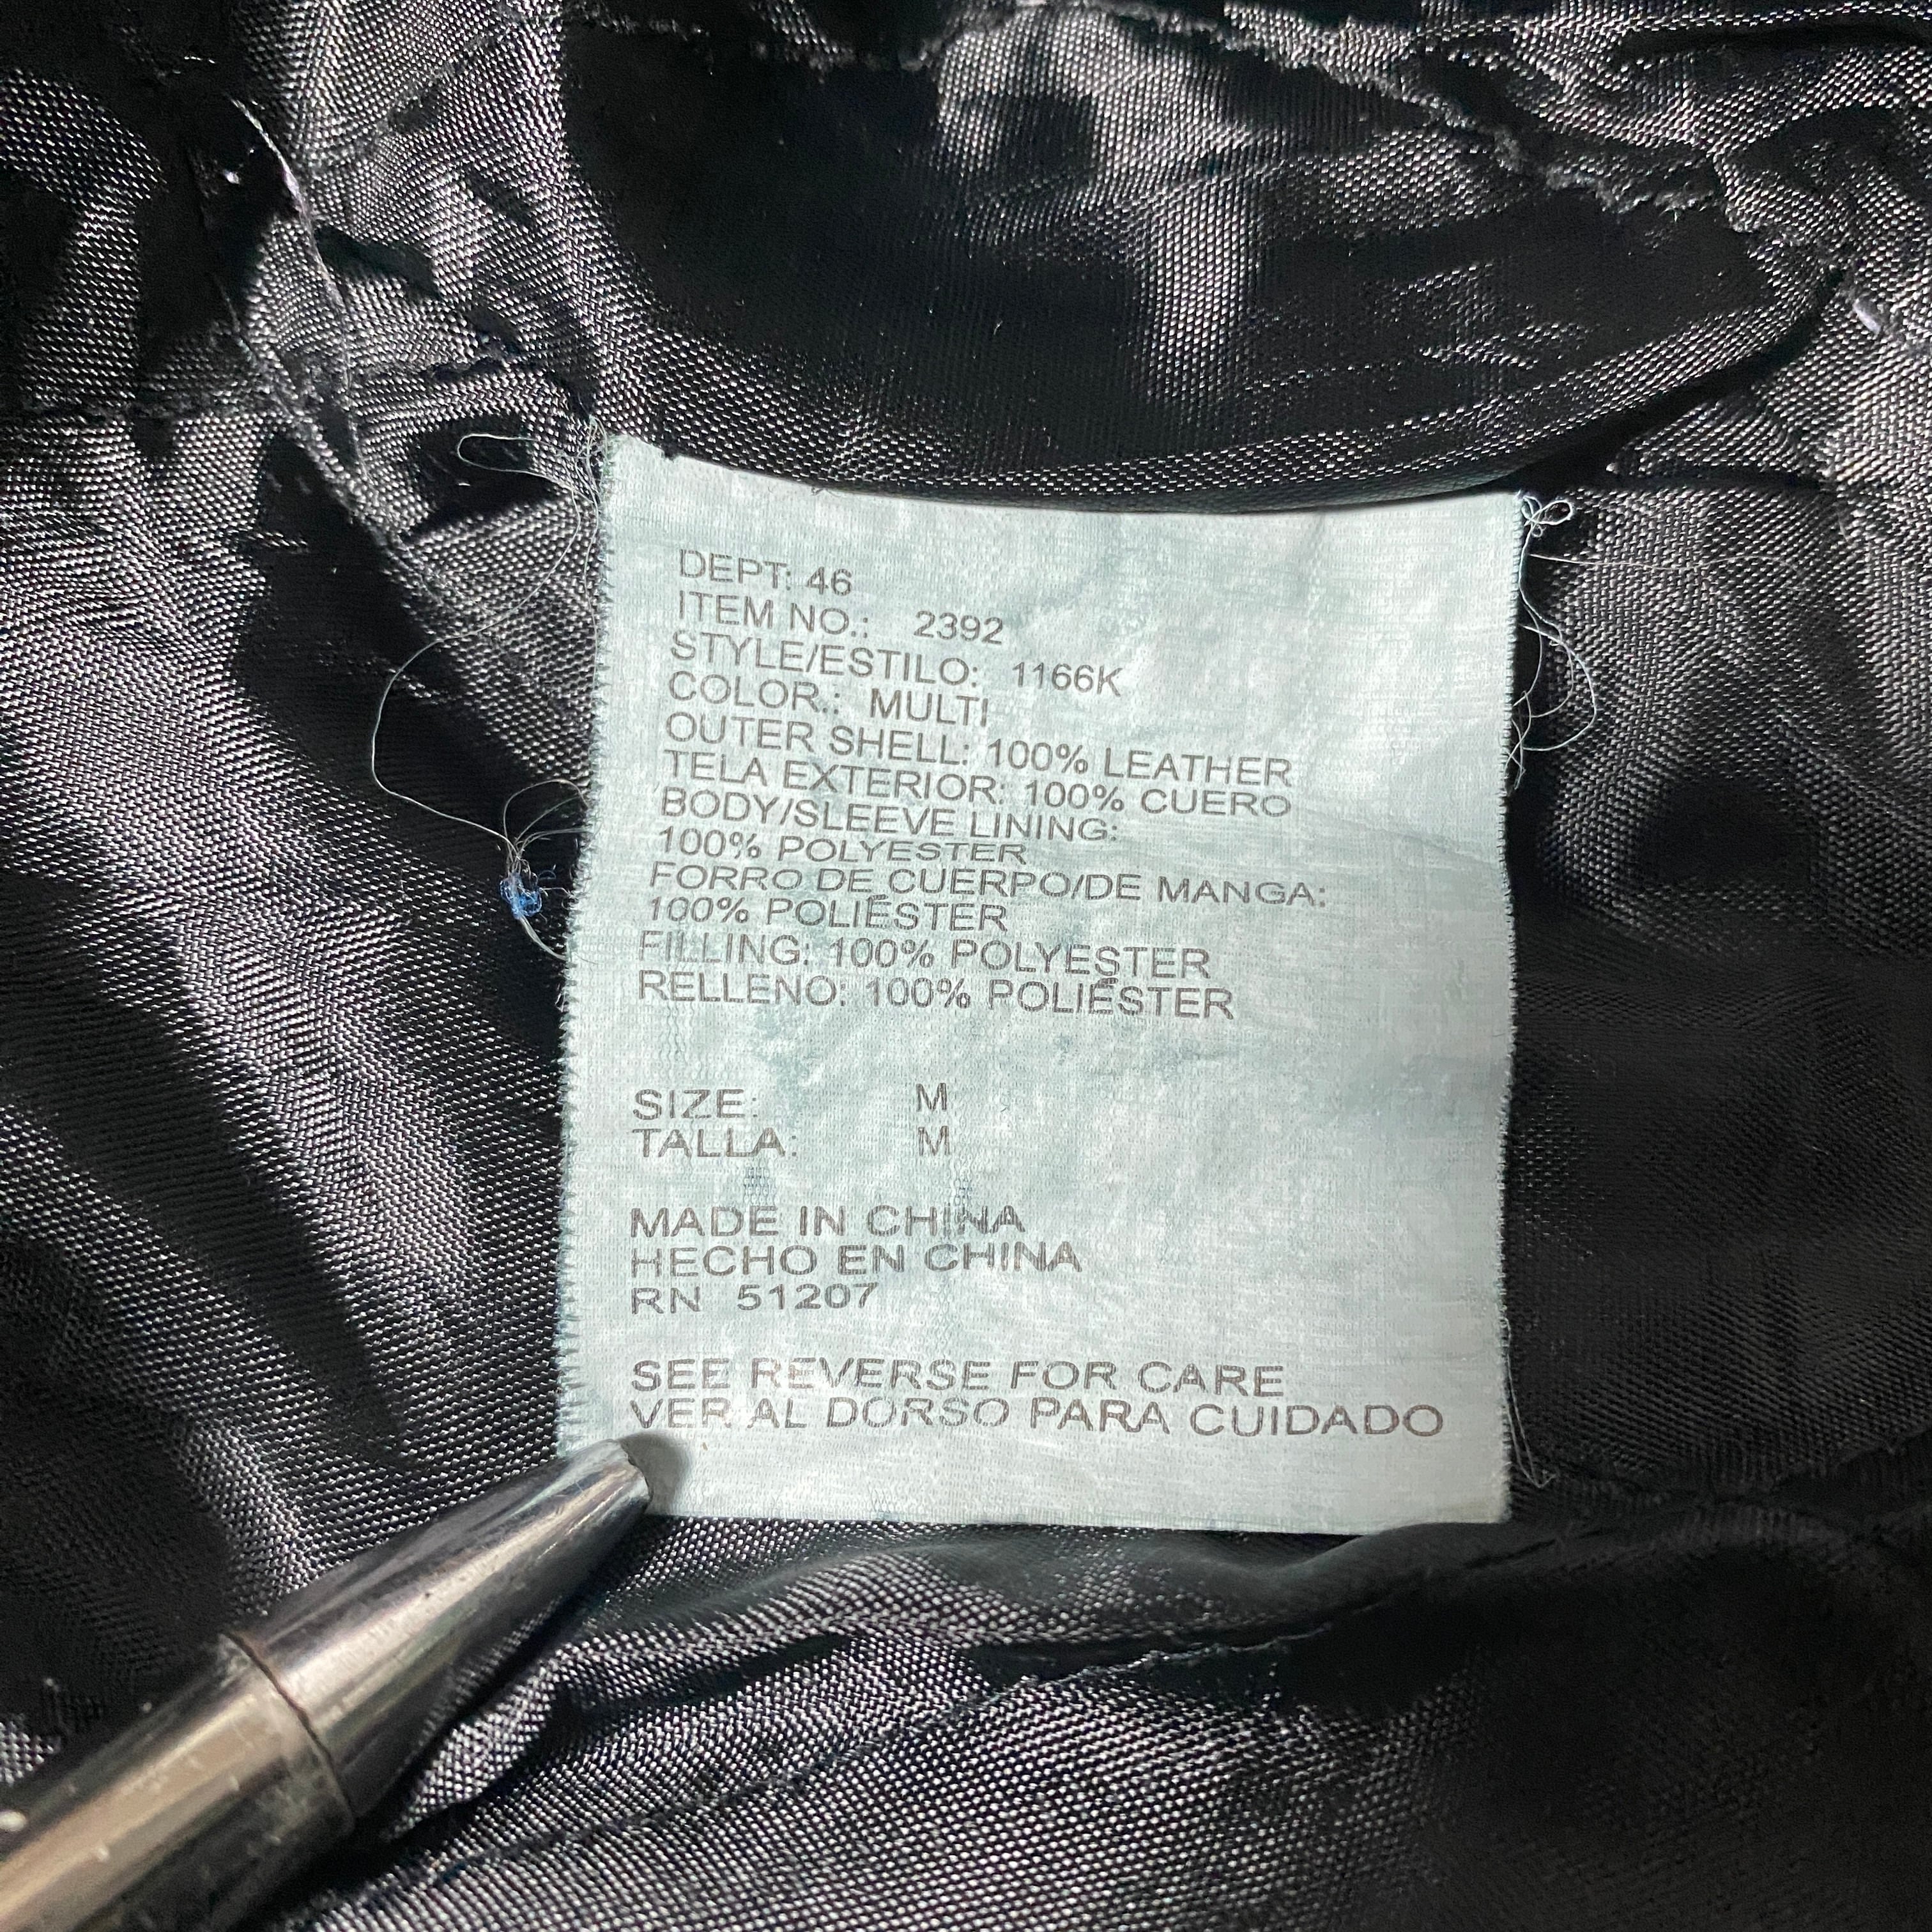 DEPT: 46
ITEM NO.: 2392
STYLE/ESTILO: 1166K
COLOR.: MULTI
OUTER SHELL: 100% LEATHER
TELA EXTERIOR: 100% CUERO
BODY/SLEEVE LINING:
100% POLYESTER
FORRO DE CUERPO/DE MANGA:
100% POLIÉSTER
FILLING: 100% POLYESTER
RELLENO: 100% POLIÉSTER
SIZE: M
TALLA: M
MADE IN CHINA
HECHO EN CHINA
RN 51207
SEE REVERSE FOR CARE
VER AL DORSO PARA CUIDADO